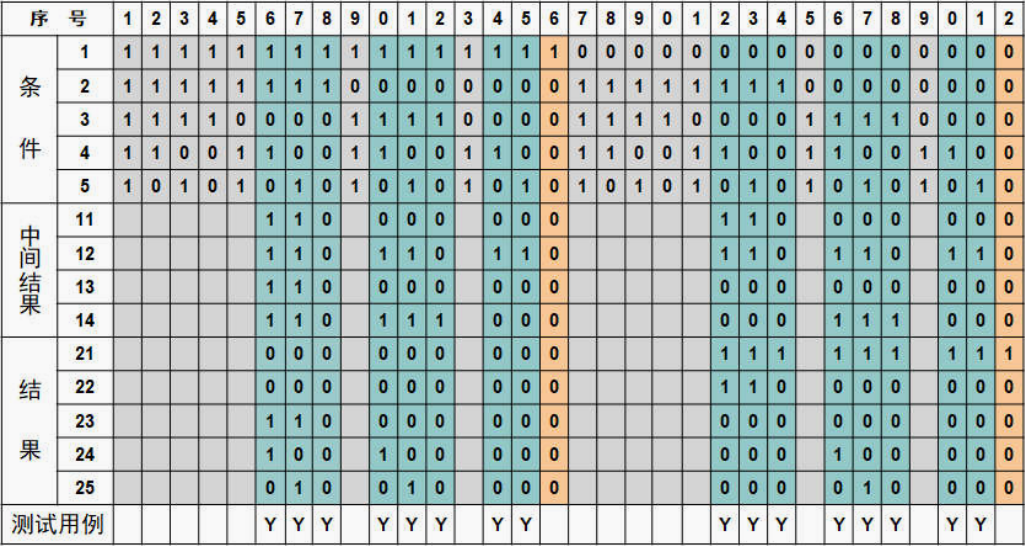 序 号 1 2 3 4 5 6 7 8 9 0 1 2 3 4 5 6 7 8 9 0 1 2 3 4 5 6 7 8 9 0 1 2
条件
1 1 1 1 1 1 1 1 1 1 1 1 1 1 1 1 1 0 0 0 0 0 0 0 0 0 0 0 0 0 0 0 0
2 1 1 1 1 1 1 1 1 0 0 0 0 0 0 0 0 1 1 1 1 1 1 1 1 0 0 0 0 0 0 0 0
3 1 1 1 1 0 0 0 0 1 1 1 1 0 0 0 0 1 1 1 1 0 0 0 0 1 1 1 1 0 0 0 0
4 1 1 0 0 1 1 0 0 1 1 0 0 1 1 0 0 1 1 0 0 1 1 0 0 1 1 0 0 1 1 0 0
5 1 0 1 0 1 0 1 0 1 0 1 0 1 0 1 0 1 0 1 0 1 0 1 0 1 0 1 0 1 0 1 0
中间结果
11 1 1 0 0 0 0 0 0 0 1 1 0 0 0 0 0 0 0
12 1 1 0 1 1 0 1 1 0 1 1 0 1 1 0 1 1 0
13 0 0 0 0 0 0 0 0 0 0 0 0 0 0 0 0 0 0
14 1 1 0 1 1 1 0 0 0 0 0 0 1 1 1 0 0 0
结果
21 0 0 0 0 0 0 0 0 0 1 1 1 1 1 1 1 1 1
22 0 0 0 0 0 0 0 0 0 1 1 0 0 0 0 0 0 0
23 1 1 0 0 0 0 0 0 0 0 0 0 0 0 0 0 0 0
24 1 0 0 1 0 0 0 0 0 0 0 0 1 0 0 0 0 0
25 0 1 0 0 1 0 0 0 0 0 0 0 0 1 0 0 0 0
测试用例 Y Y Y Y Y Y Y Y Y Y Y Y Y Y Y Y